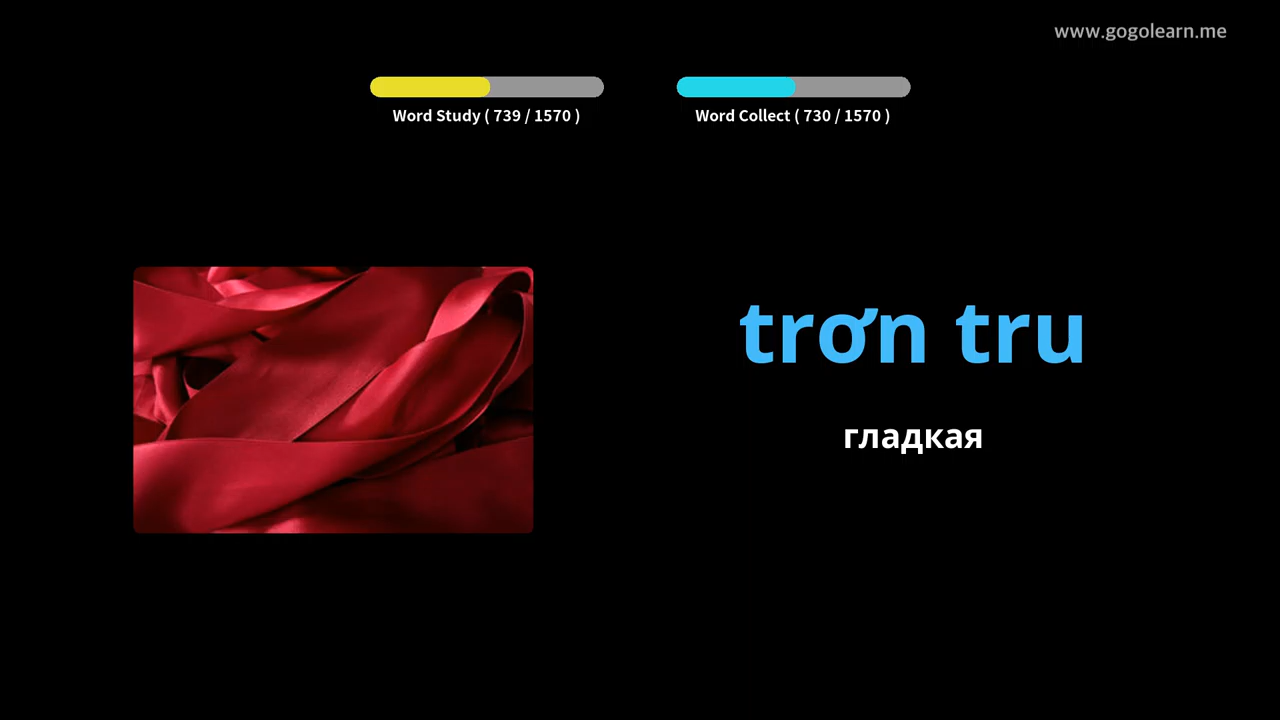 www.gogolearn.me
Word Study ( 739 / 1570 )
Word Collect ( 730 / 1570 )
trơn tru
гладкая